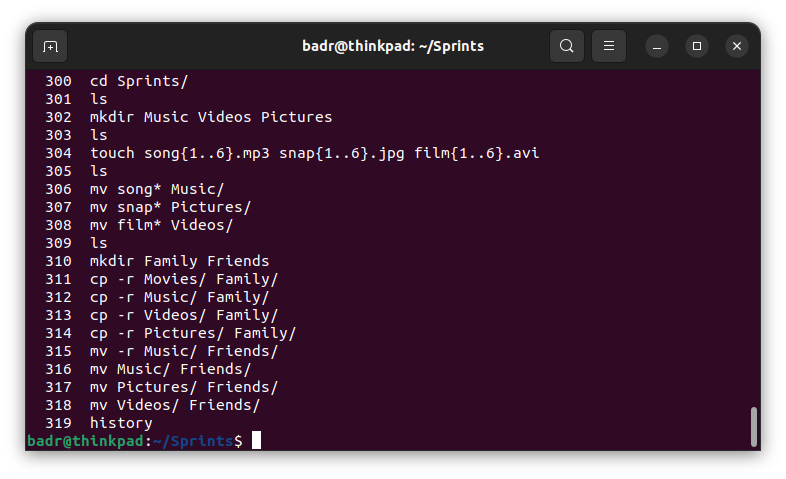 badr@thinkpad: ~/Sprints
300 cd Sprints/
301 ls
302 mkdir Music Videos Pictures
303 ls
304 touch song{1..6}.mp3 snap{1..6}.jpg film{1..6}.avi
305 ls
306 mv song* Music/
307 mv snap* Pictures/
308 mv film* Videos/
309 ls
310 mkdir Family Friends
311 cp -r Movies/ Family/
312 cp -r Music/ Family/
313 cp -r Videos/ Family/
314 cp -r Pictures/ Family/
315 mv -r Music/ Friends/
316 mv Music/ Friends/
317 mv Pictures/ Friends/
318 mv Videos/ Friends/
319 history
badr@thinkpad:~/Sprints$